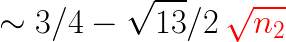 ∼ 3/4 − √13/2 √n₂